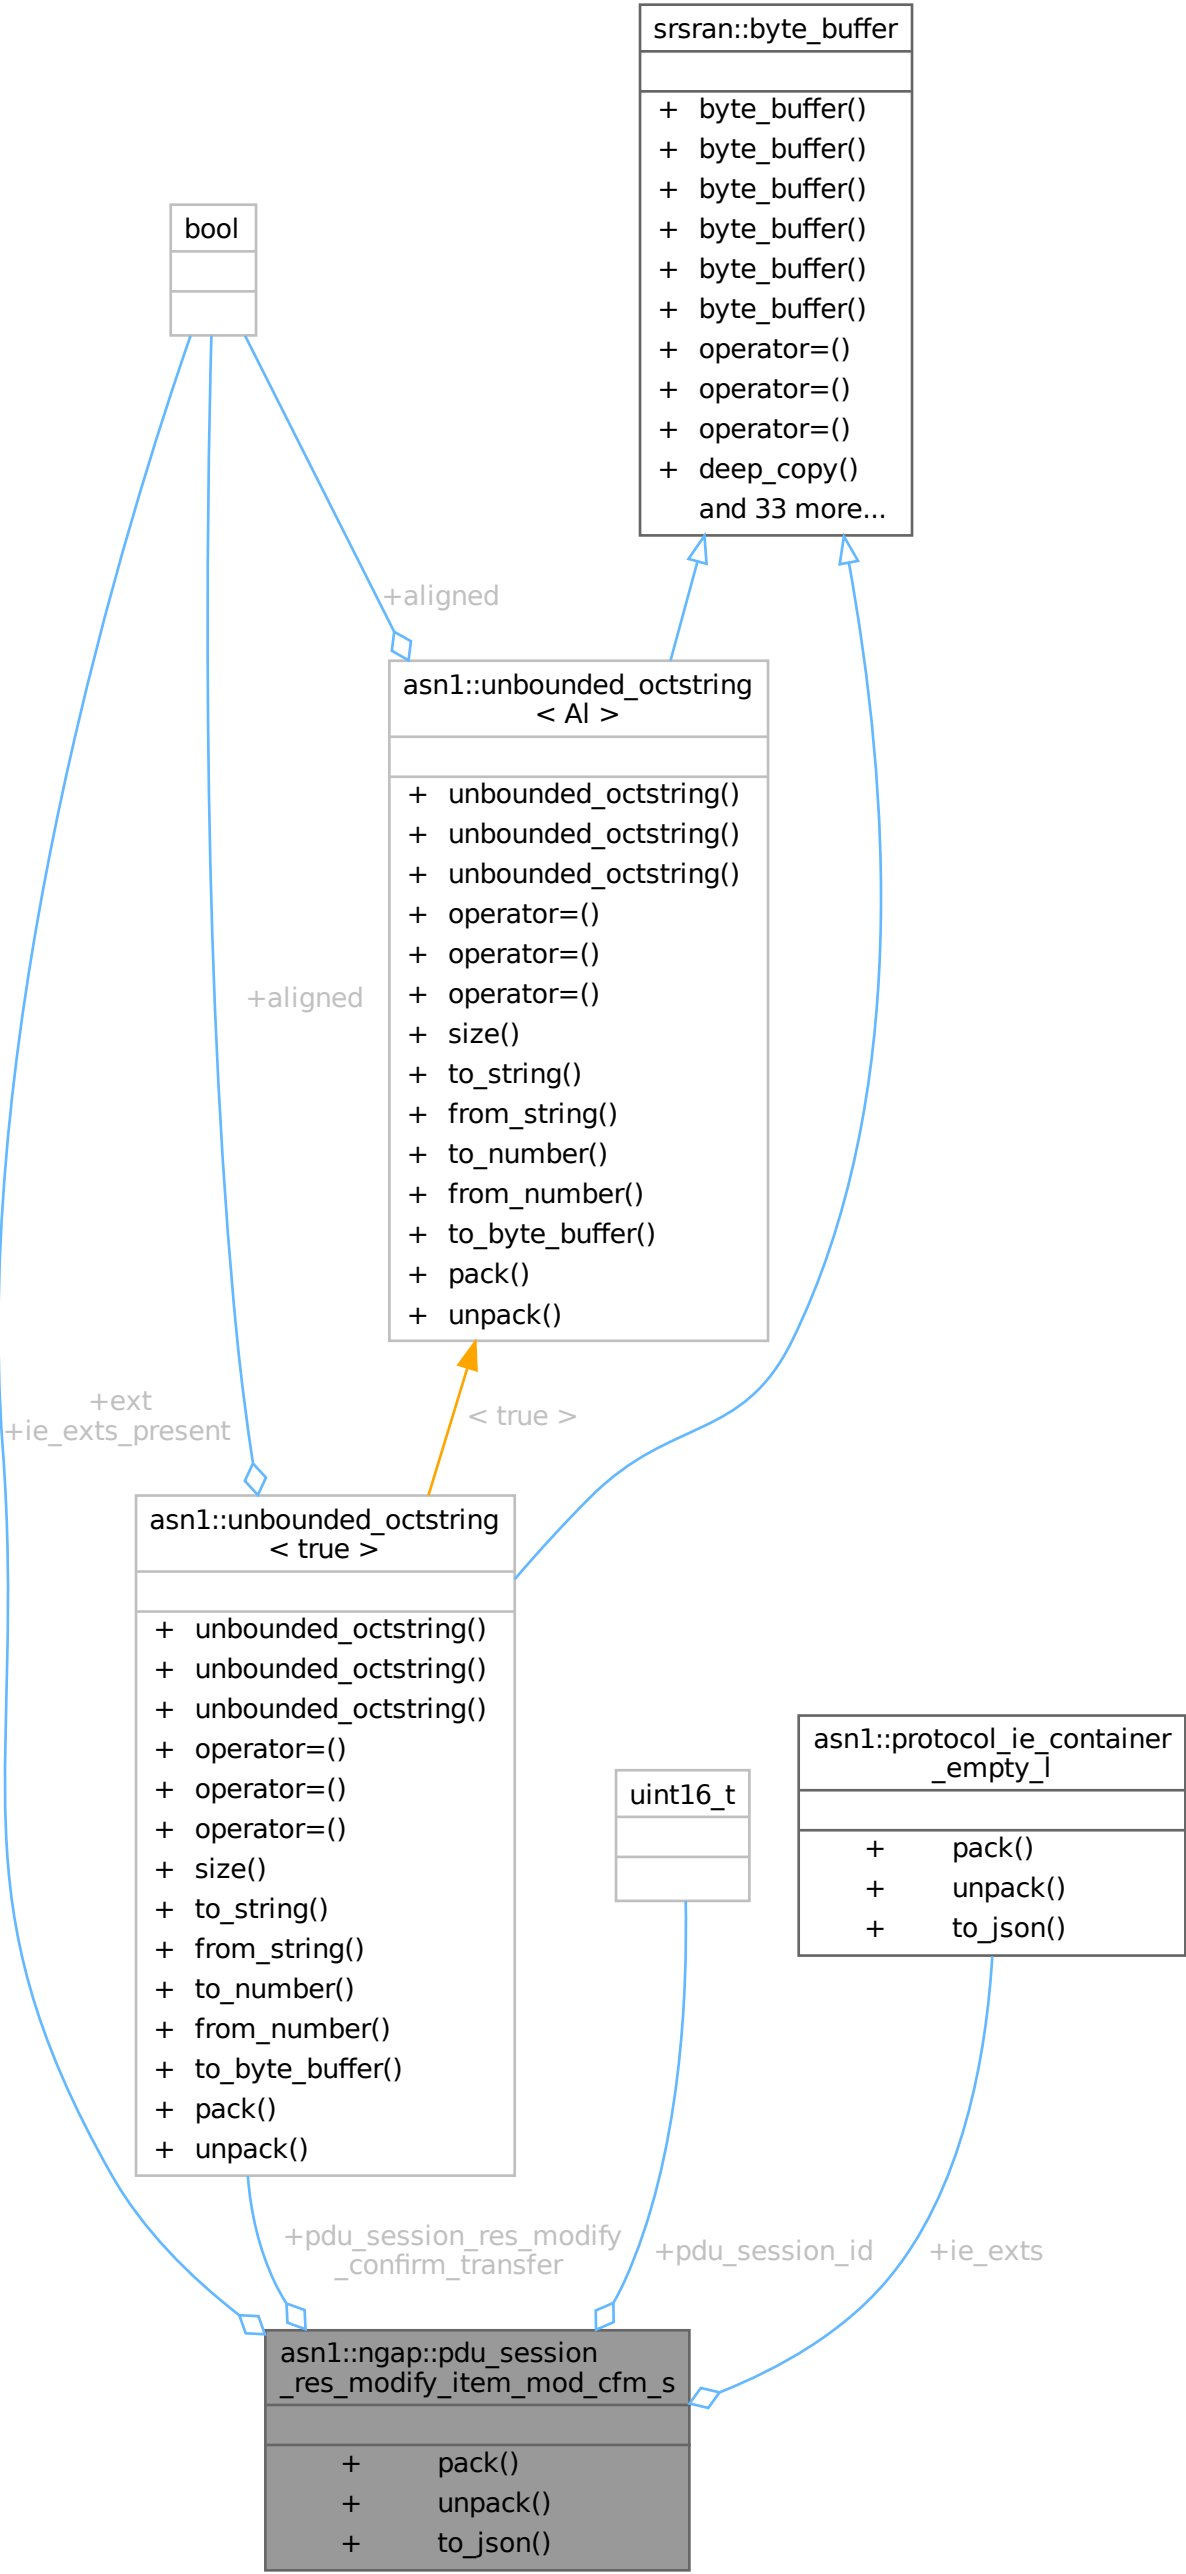 srsran::byte_buffer
+ byte_buffer()
+ byte_buffer()
+ byte_buffer()
+ byte_buffer()
+ byte_buffer()
+ byte_buffer()
+ operator=()
+ operator=()
+ operator=()
+ deep_copy()
and 33 more...
bool
+aligned
asn1::unbounded_octstring
< Al >
+ unbounded_octstring()
+ unbounded_octstring()
+ unbounded_octstring()
+ operator=()
+ operator=()
+ operator=()
+ size()
+ to_string()
+ from_string()
+ to_number()
+ from_number()
+ to_byte_buffer()
+ pack()
+ unpack()
+aligned
+ext
+ie_exts_present
< true >
asn1::unbounded_octstring
< true >
+ unbounded_octstring()
+ unbounded_octstring()
+ unbounded_octstring()
+ operator=()
+ operator=()
+ operator=()
+ size()
+ to_string()
+ from_string()
+ to_number()
+ from_number()
+ to_byte_buffer()
+ pack()
+ unpack()
uint16_t
asn1::protocol_ie_container
_empty_l
+ pack()
+ unpack()
+ to_json()
+pdu_session_res_modify
_confirm_transfer
+pdu_session_id
+ie_exts
asn1::ngap::pdu_session
_res_modify_item_mod_cfm_s
+ pack()
+ unpack()
+ to_json()